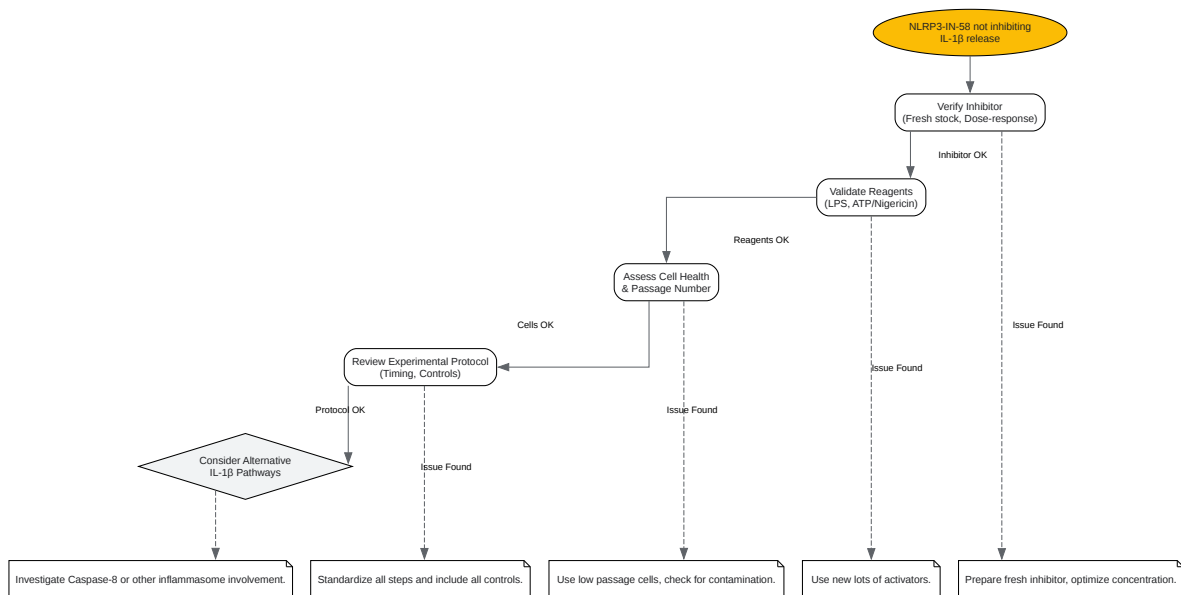 NLRP3-IN-58 not inhibiting
IL-1β release
Verify Inhibitor
(Fresh stock, Dose-response)
Inhibitor OK
Validate Reagents
(LPS, ATP/Nigericin)
Reagents OK
Assess Cell Health
& Passage Number
Cells OK
Issue Found
Review Experimental Protocol
(Timing, Controls)
Issue Found
Protocol OK
Issue Found
Consider Alternative
IL-1β Pathways
Issue Found
Investigate Caspase-8 or other inflammasome involvement.
Standardize all steps and include all controls.
Use low passage cells, check for contamination.
Use new lots of activators.
Prepare fresh inhibitor, optimize concentration.